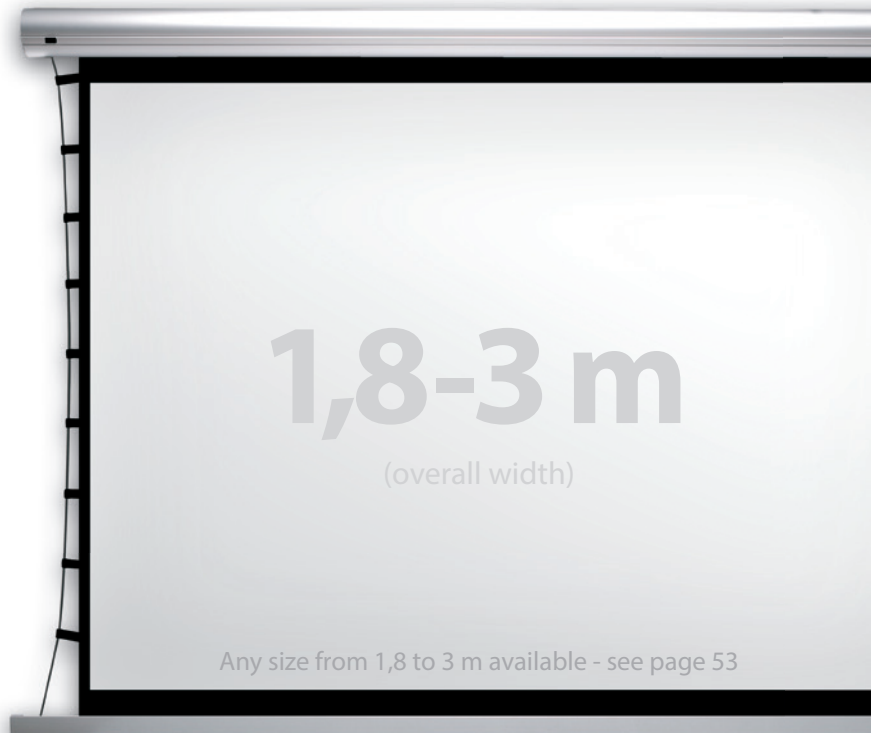 1,8-3 m
(overall width)
Any size from 1,8 to 3 m available - see page 53